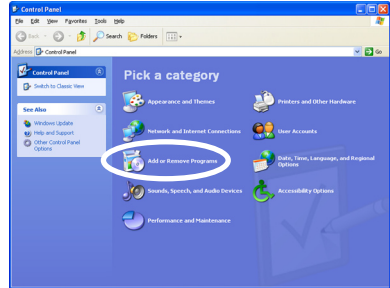 Control Panel
File Edit View Favorites Tools Help
Back Search Folders
Address Control Panel Go
Control Panel
Switch to Classic View
See Also
Windows Update
Help and Support
Other Control Panel
Options
Pick a category
Appearance and Themes
Printers and Other Hardware
Network and Internet Connections
User Accounts
Add or Remove Programs
Date, Time, Language, and Regional
Options
Sounds, Speech, and Audio Devices
Accessibility Options
Performance and Maintenance